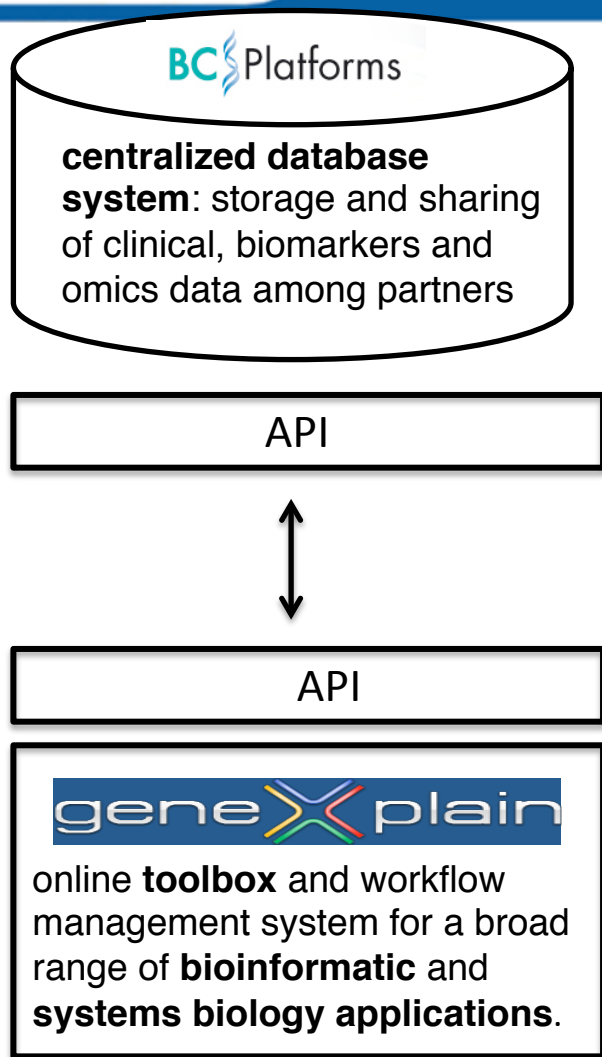 BC Platforms
centralized database
system: storage and sharing
of clinical, biomarkers and
omics data among partners
API
API
geneXplain
online toolbox and workflow
management system for a broad
range of bioinformatic and
systems biology applications.